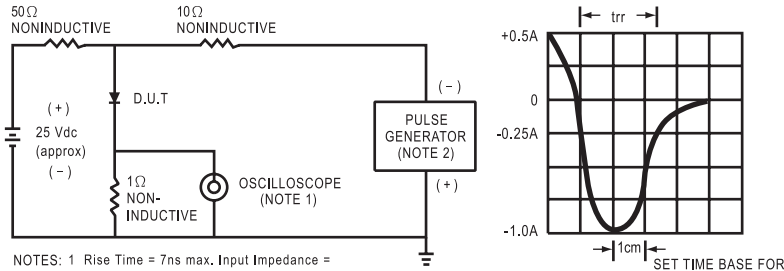 50Ω
NONINDUCTIVE
10Ω
NONINDUCTIVE
(+)
25 Vdc
(approx)
(−)
D.U.T
1Ω
NON-
INDUCTIVE
OSCILLOSCOPE
(NOTE 1)
(−)
PULSE
GENERATOR
(NOTE 2)
(+)
NOTES: 1 Rise Time = 7ns max. Input Impedance =
trr
+0.5A
0
-0.25A
-1.0A
1cm
SET TIME BASE FOR